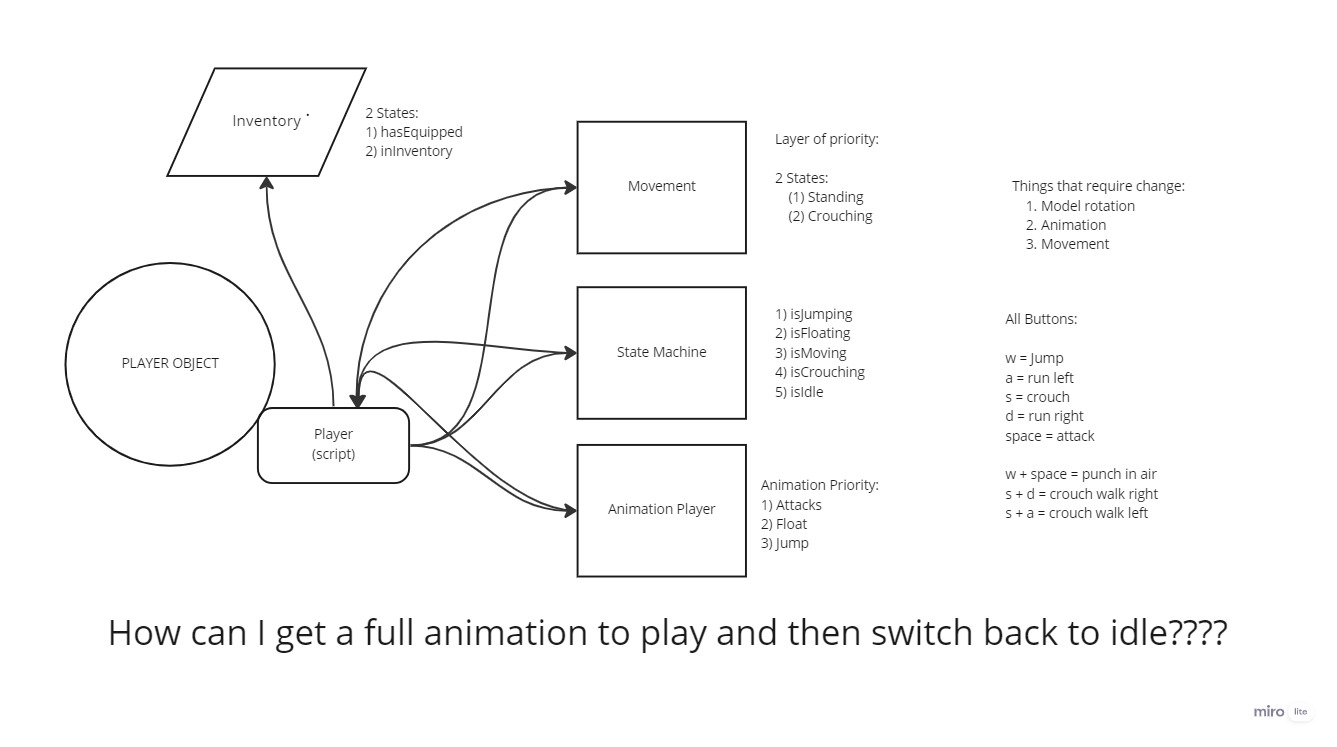 Inventory
2 States:
1) hasEquipped
2) inInventory
PLAYER OBJECT
Player
(script)
Movement
Layer of priority:
2 States:
(1) Standing
(2) Crouching
State Machine
1) isJumping
2) isFloating
3) isMoving
4) isCrouching
5) isIdle
Animation Player
Animation Priority:
1) Attacks
2) Float
3) Jump
Things that require change:
1. Model rotation
2. Animation
3. Movement
All Buttons:
w = Jump
a = run left
s = crouch
d = run right
space = attack
w + space = punch in air
s + d = crouch walk right
s + a = crouch walk left
How can I get a full animation to play and then switch back to idle????
miro lite